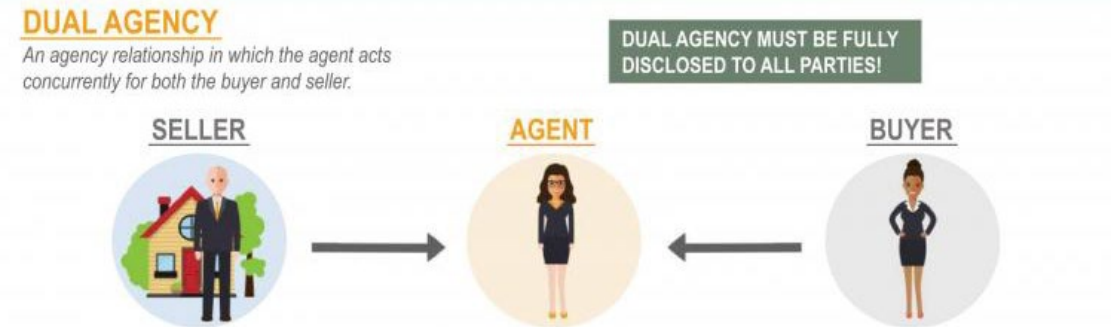 DUAL AGENCY
An agency relationship in which the agent acts
concurrently for both the buyer and seller.
DUAL AGENCY MUST BE FULLY
DISCLOSED TO ALL PARTIES!
SELLER
AGENT
BUYER